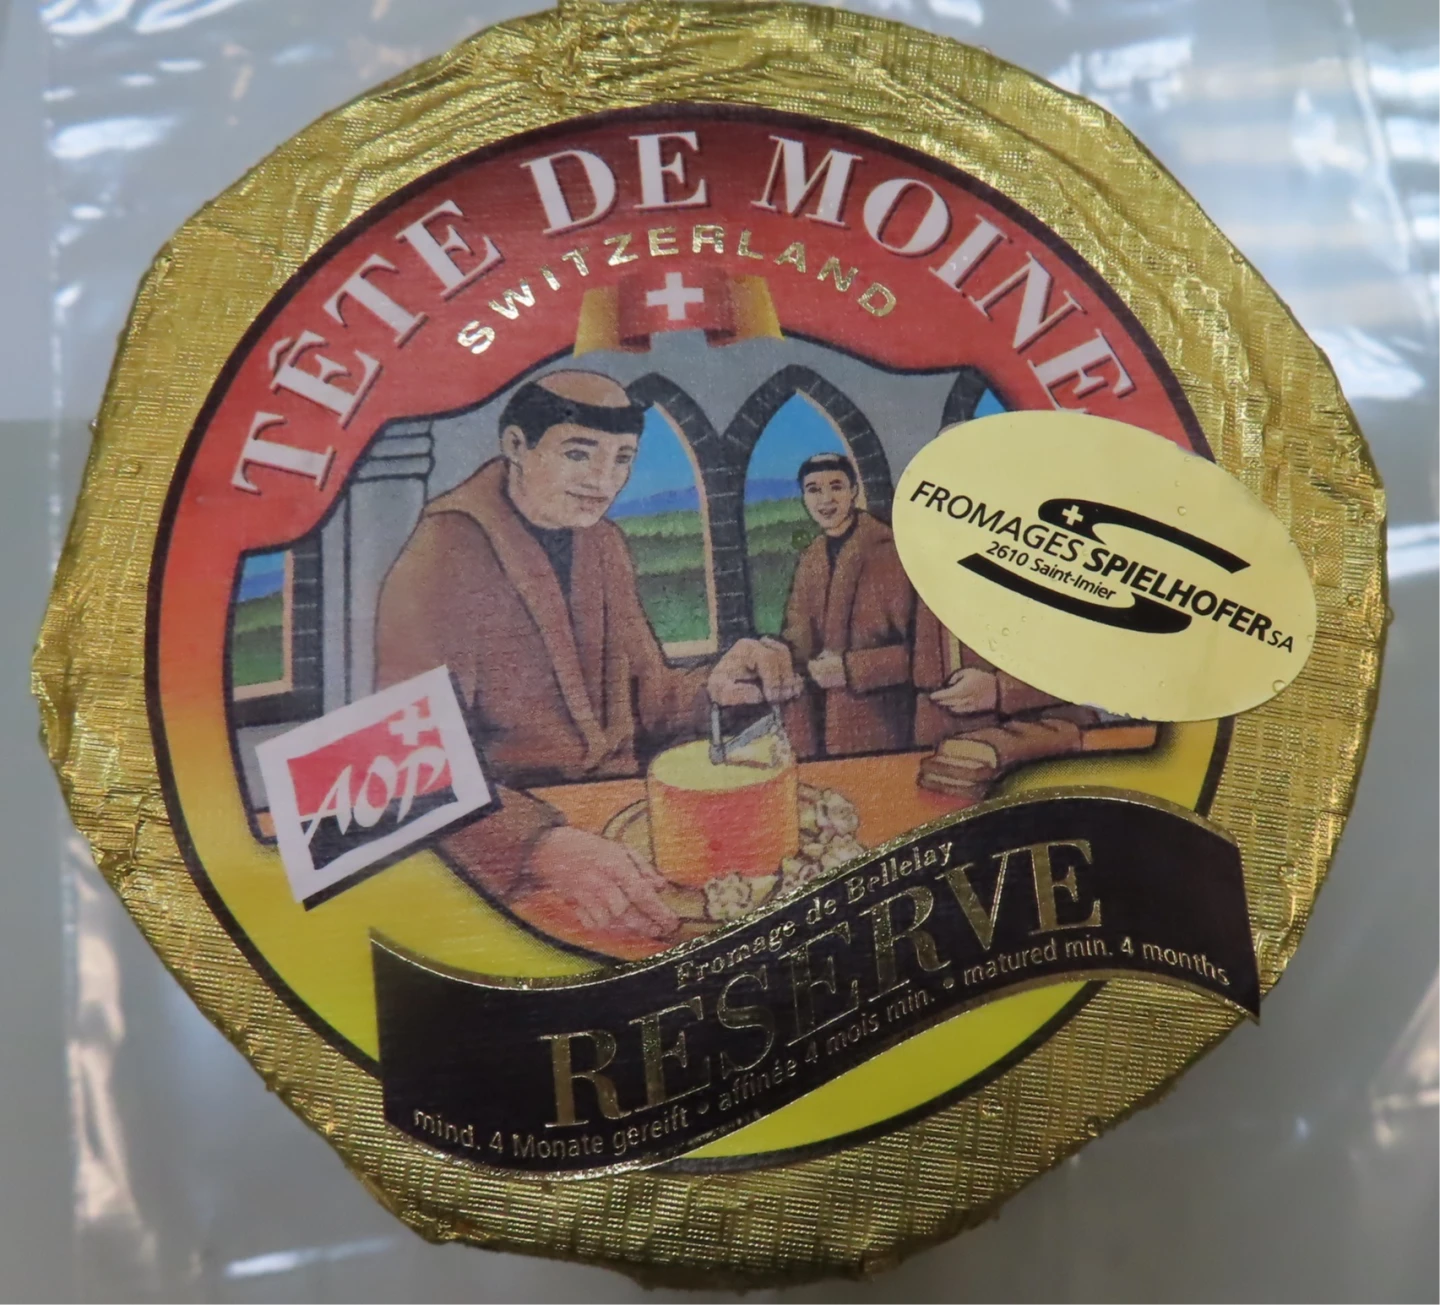 TÊTE DE MOINE
SWITZERLAND
FROMAGES SPIELHOFER SA
2610 Saint-Imier
AOP
Fromage de Bellelay
RESERVE
mind. 4 Monate gereift • affinée 4 mois min. • matured min. 4 months